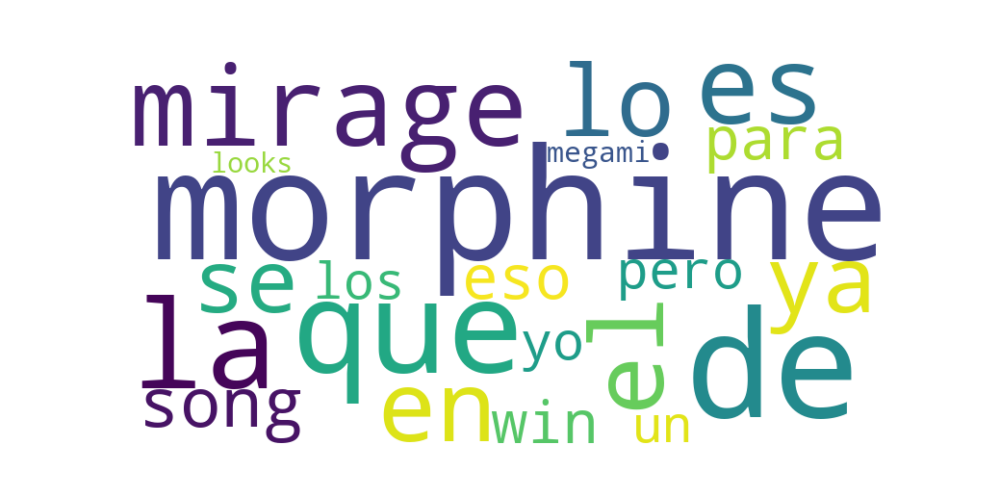 mirage lo es
looks megami para
morphine
se los eso pero ya
la que yo el de
song en win un